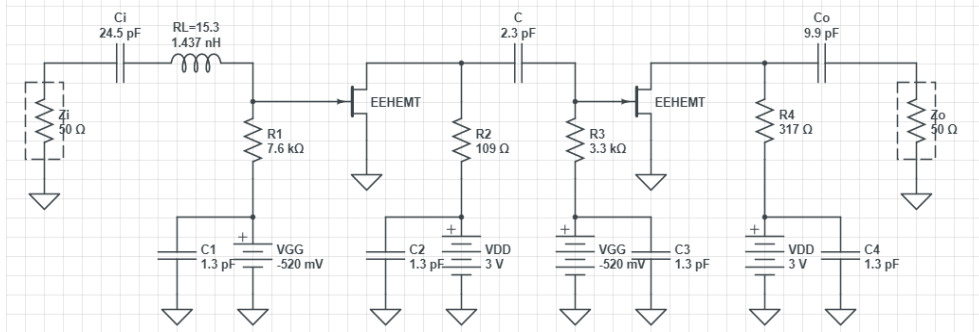 Ci
24.5 pF
RL=15.3
1.437 nH
C
2.3 pF
Co
9.9 pF
Zi
50 Ω
EEHEMT
R1
7.6 kΩ
R2
109 Ω
R3
3.3 kΩ
EEHEMT
R4
317 Ω
Zo
50 Ω
C1
1.3 pF
+
VGG
-520 mV
C2
1.3 pF
+
VDD
3 V
+
VGG
-520 mV
C3
1.3 pF
+
VDD
3 V
C4
1.3 pF